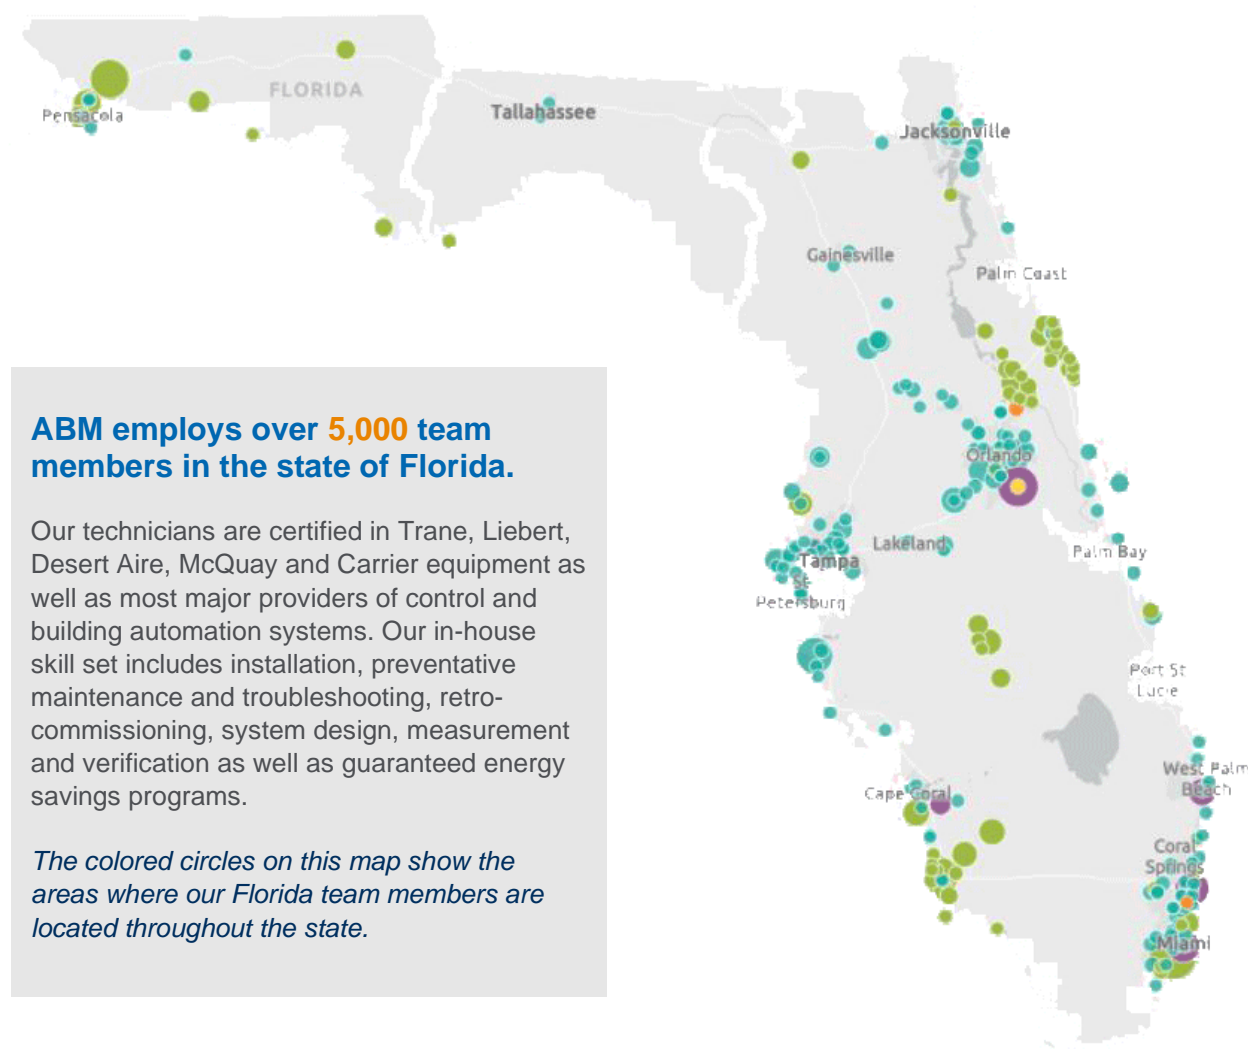 FLORIDA
Pensacola
Tallahassee
Jacksonville
Gainesville
Palm Coast
Orlando
Lakeland
Tampa
St
Petersburg
Palm Bay
Port St
Lucie
West Palm
Beach
Cape Coral
Coral
Springs
Miami
ABM employs over 5,000 team
members in the state of Florida.
Our technicians are certified in Trane, Liebert,
Desert Aire, McQuay and Carrier equipment as
well as most major providers of control and
building automation systems. Our in-house
skill set includes installation, preventative
maintenance and troubleshooting, retro-
commissioning, system design, measurement
and verification as well as guaranteed energy
savings programs.
The colored circles on this map show the
areas where our Florida team members are
located throughout the state.